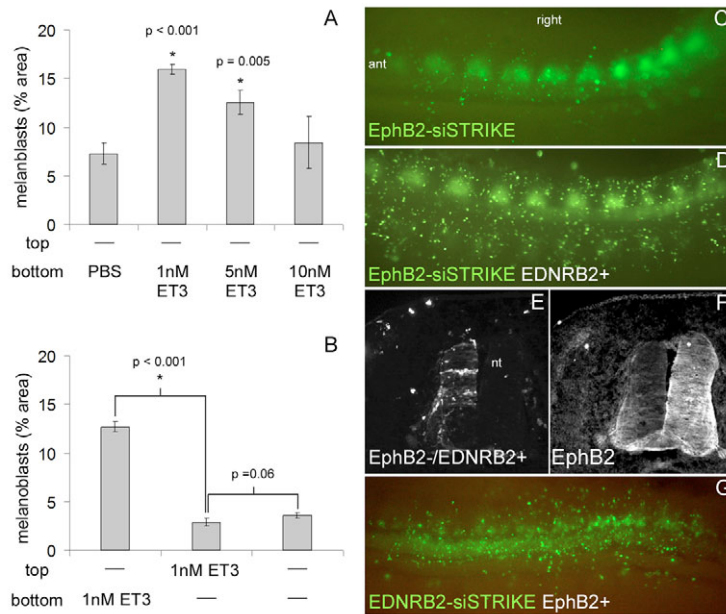 A
p < 0.001
*
p = 0.005
*
melanblasts (% area)
20
15
10
5
0
top
— — — —
bottom PBS 1nM 5nM 10nM
ET3 ET3 ET3
B
p < 0.001
*
p =0.06
melanoblasts (% area)
20
15
10
5
0
top — 1nM ET3 —
bottom 1nM ET3 — —
C
right
ant
EphB2-siSTRIKE
D
EphB2-siSTRIKE EDNRB2+
E
nt
EphB2-/EDNRB2+
F
EphB2
G
EDNRB2-siSTRIKE EphB2+